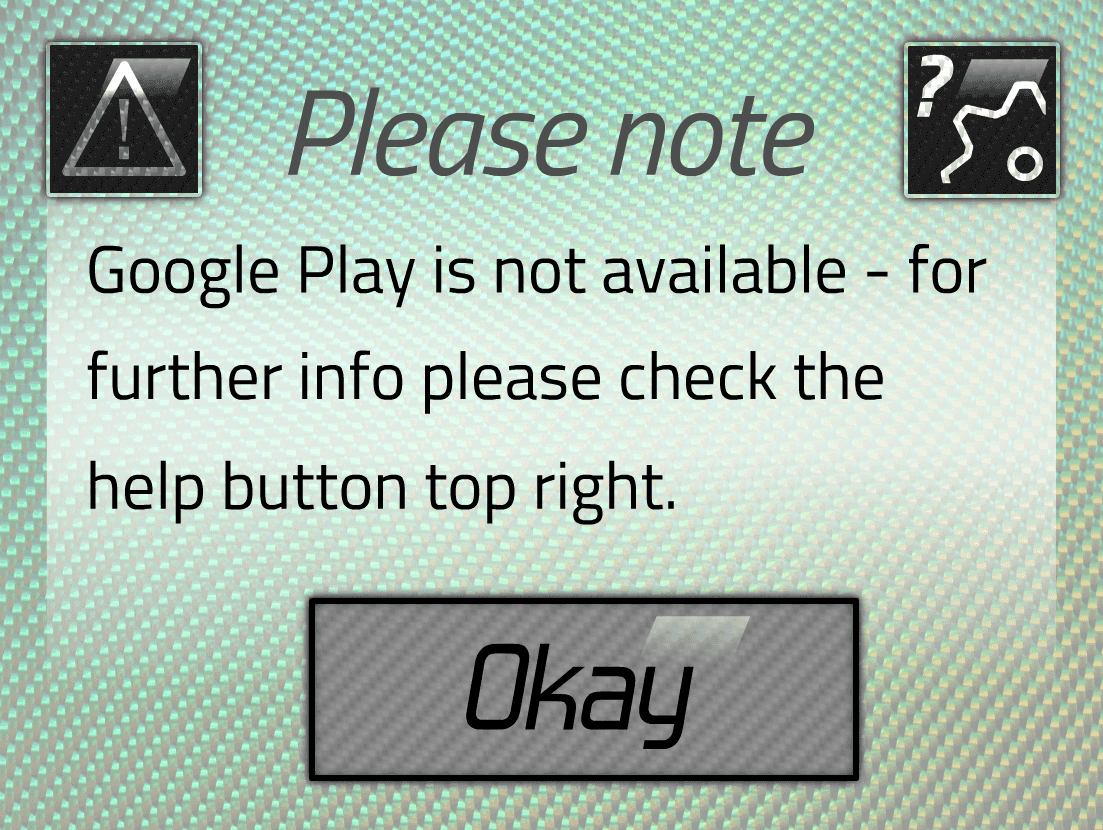 Please note
Google Play is not available - for
further info please check the
help button top right.
Okay